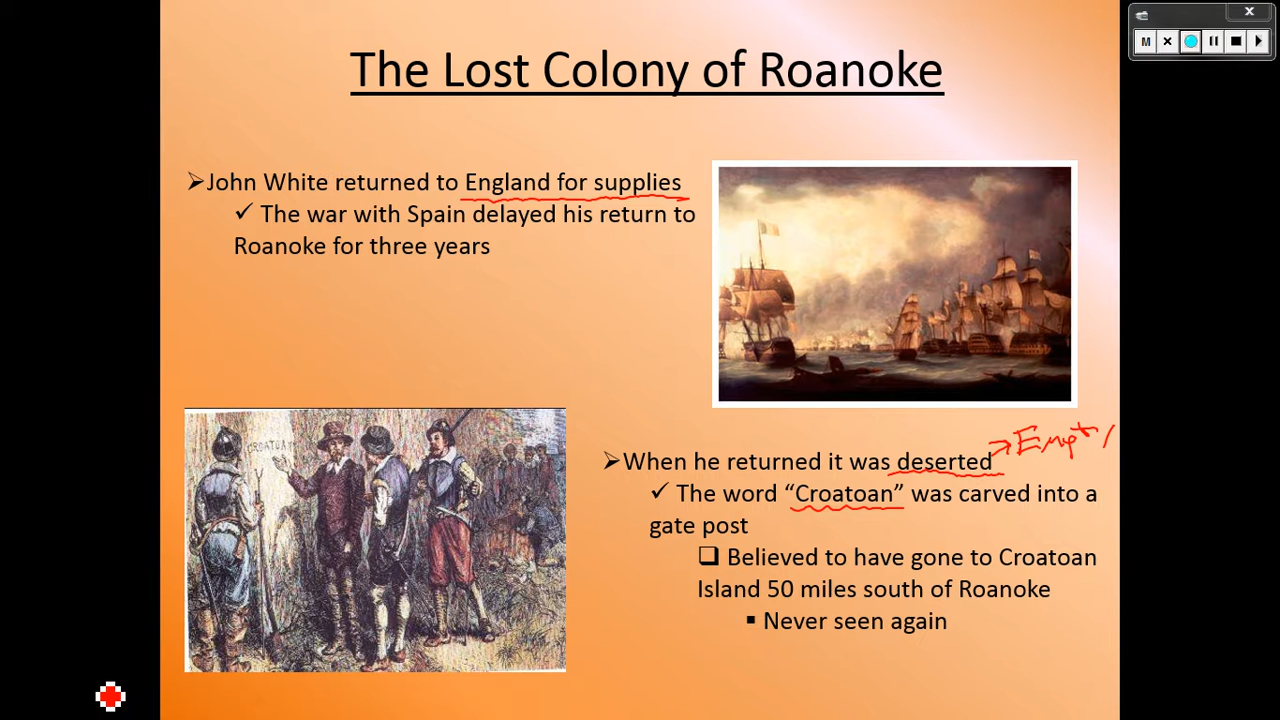 The Lost Colony of Roanoke
John White returned to England for supplies
The war with Spain delayed his return to
Roanoke for three years
CROATOAN
Empty
When he returned it was deserted
The word “Croatoan” was carved into a
gate post
Believed to have gone to Croatoan
Island 50 miles south of Roanoke
Never seen again
M